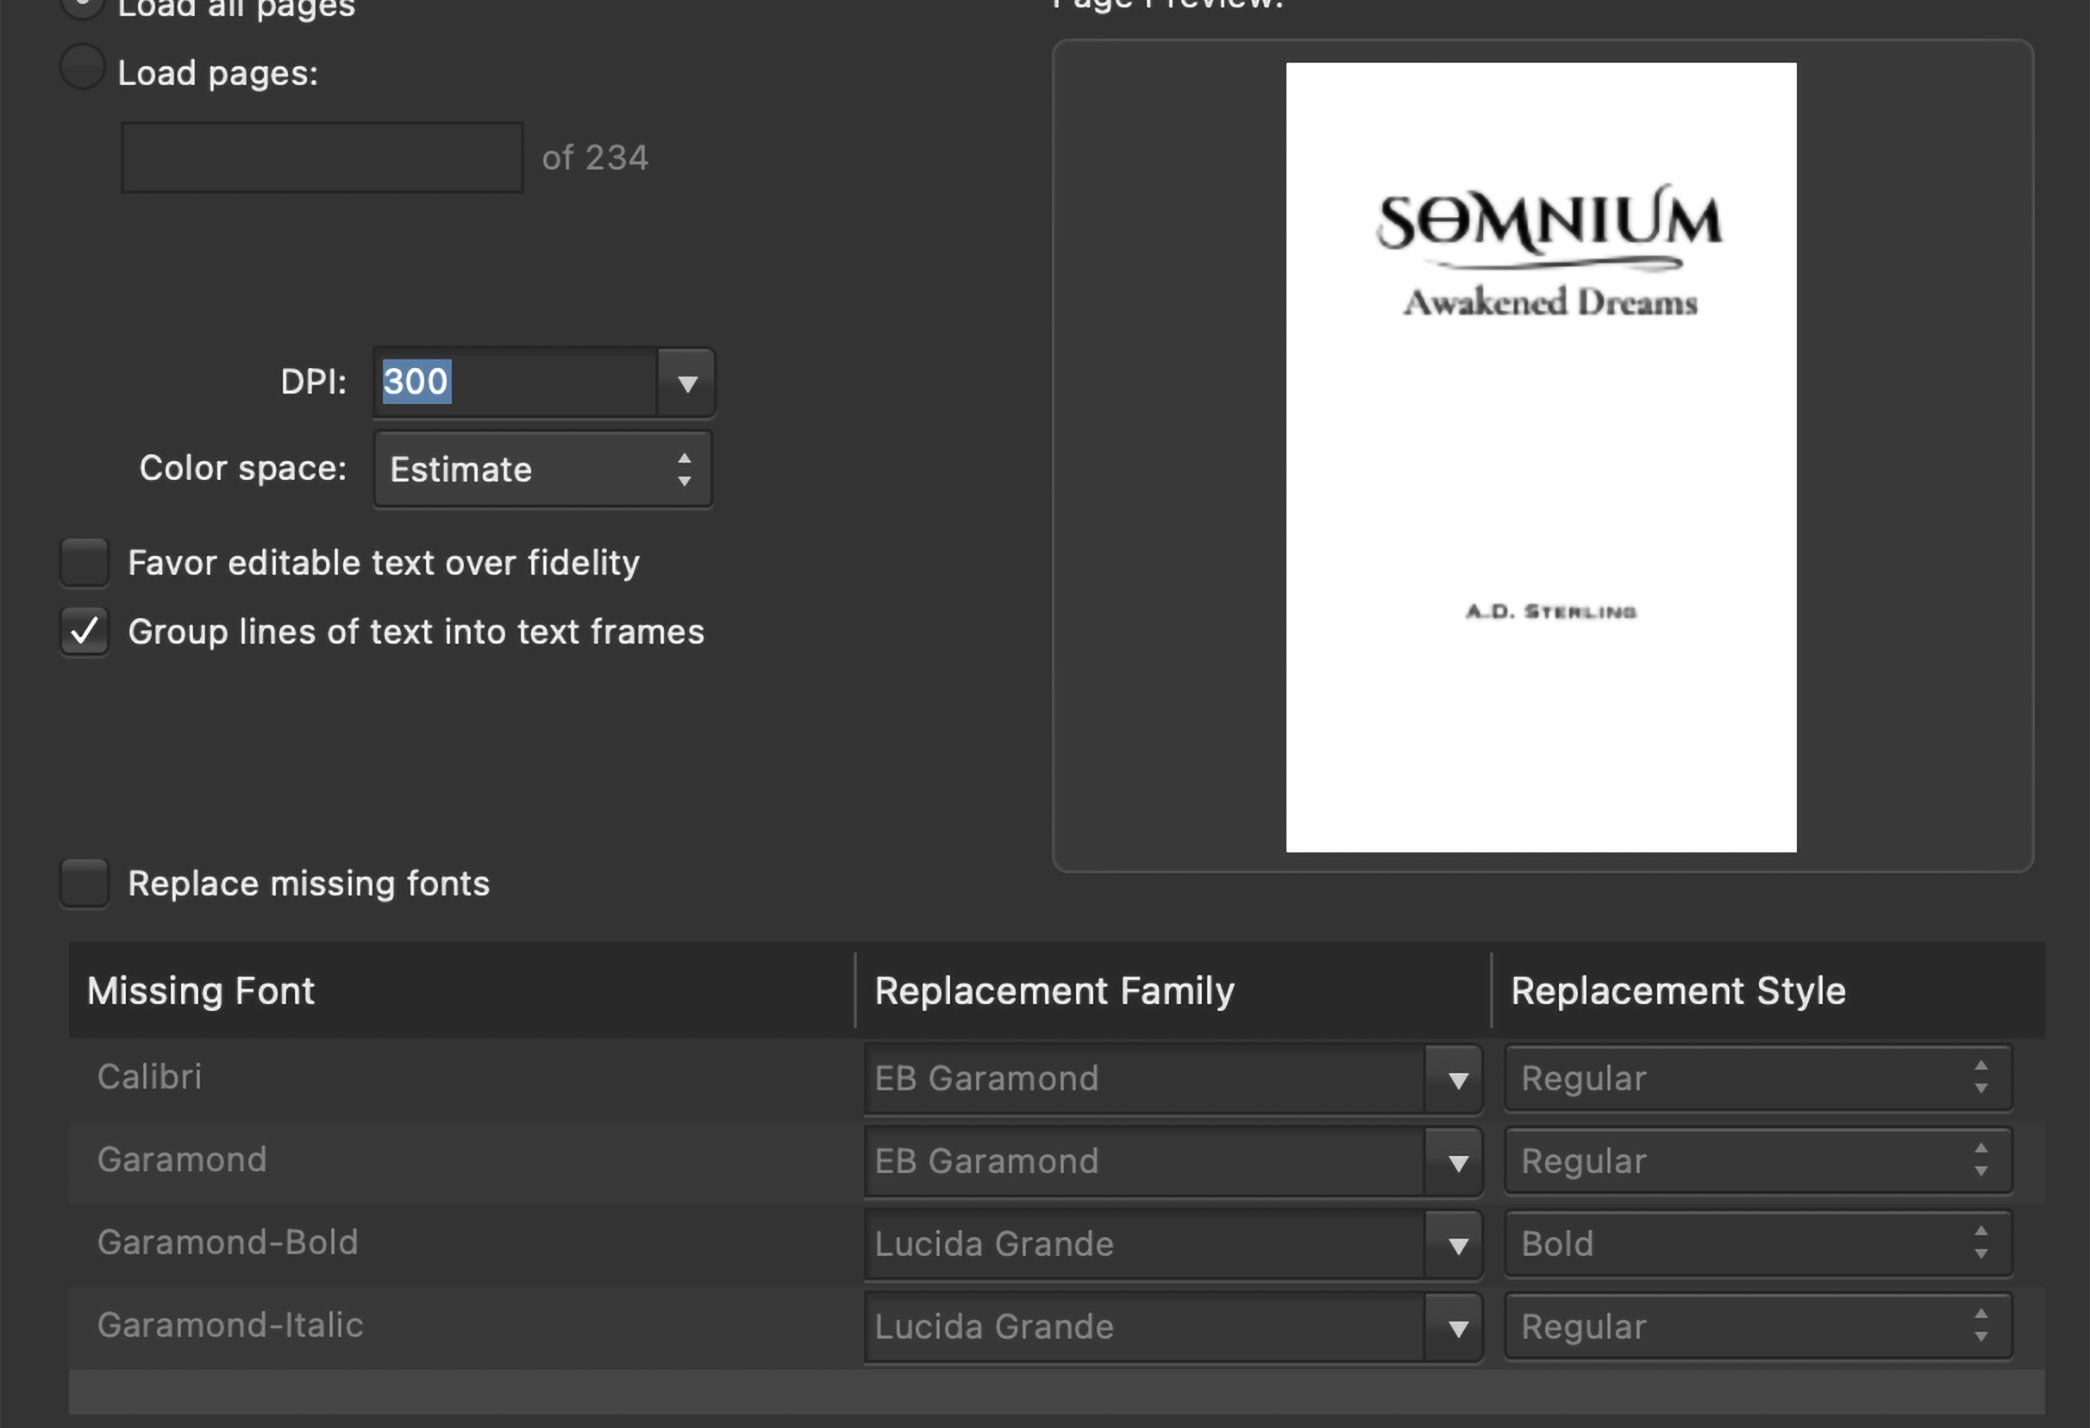 Load all pages
Load pages:
of 234
DPI: 300
Color space: Estimate
Favor editable text over fidelity
Group lines of text into text frames
Replace missing fonts
Page Preview:
SOMNIUM
Awakened Dreams
A.D. STERLING
Missing Font Replacement Family Replacement Style
Calibri EB Garamond Regular
Garamond EB Garamond Regular
Garamond-Bold Lucida Grande Bold
Garamond-Italic Lucida Grande Regular